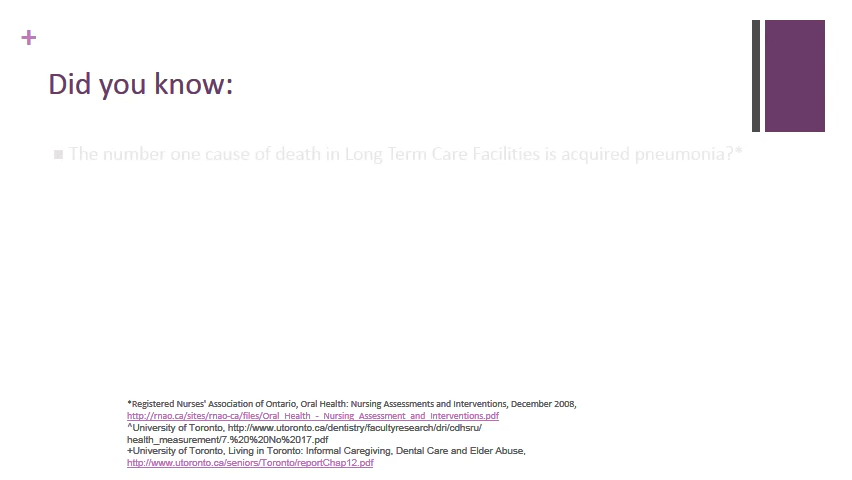 +
Did you know:
The number one cause of death in Long Term Care Facilities is acquired pneumonia?*
*Registered Nurses' Association of Ontario, Oral Health: Nursing Assessments and Interventions, December 2008,
http://rnao.ca/sites/rnao-ca/files/Oral_Health_-_Nursing_Assessment_and_Interventions.pdf
^University of Toronto, http://www.utoronto.ca/dentistry/facultyresearch/dri/cdhsru/
health_measurement/7.%20%20No%2017.pdf
+University of Toronto, Living in Toronto: Informal Caregiving, Dental Care and Elder Abuse,
http://www.utoronto.ca/seniors/Toronto/reportChap12.pdf